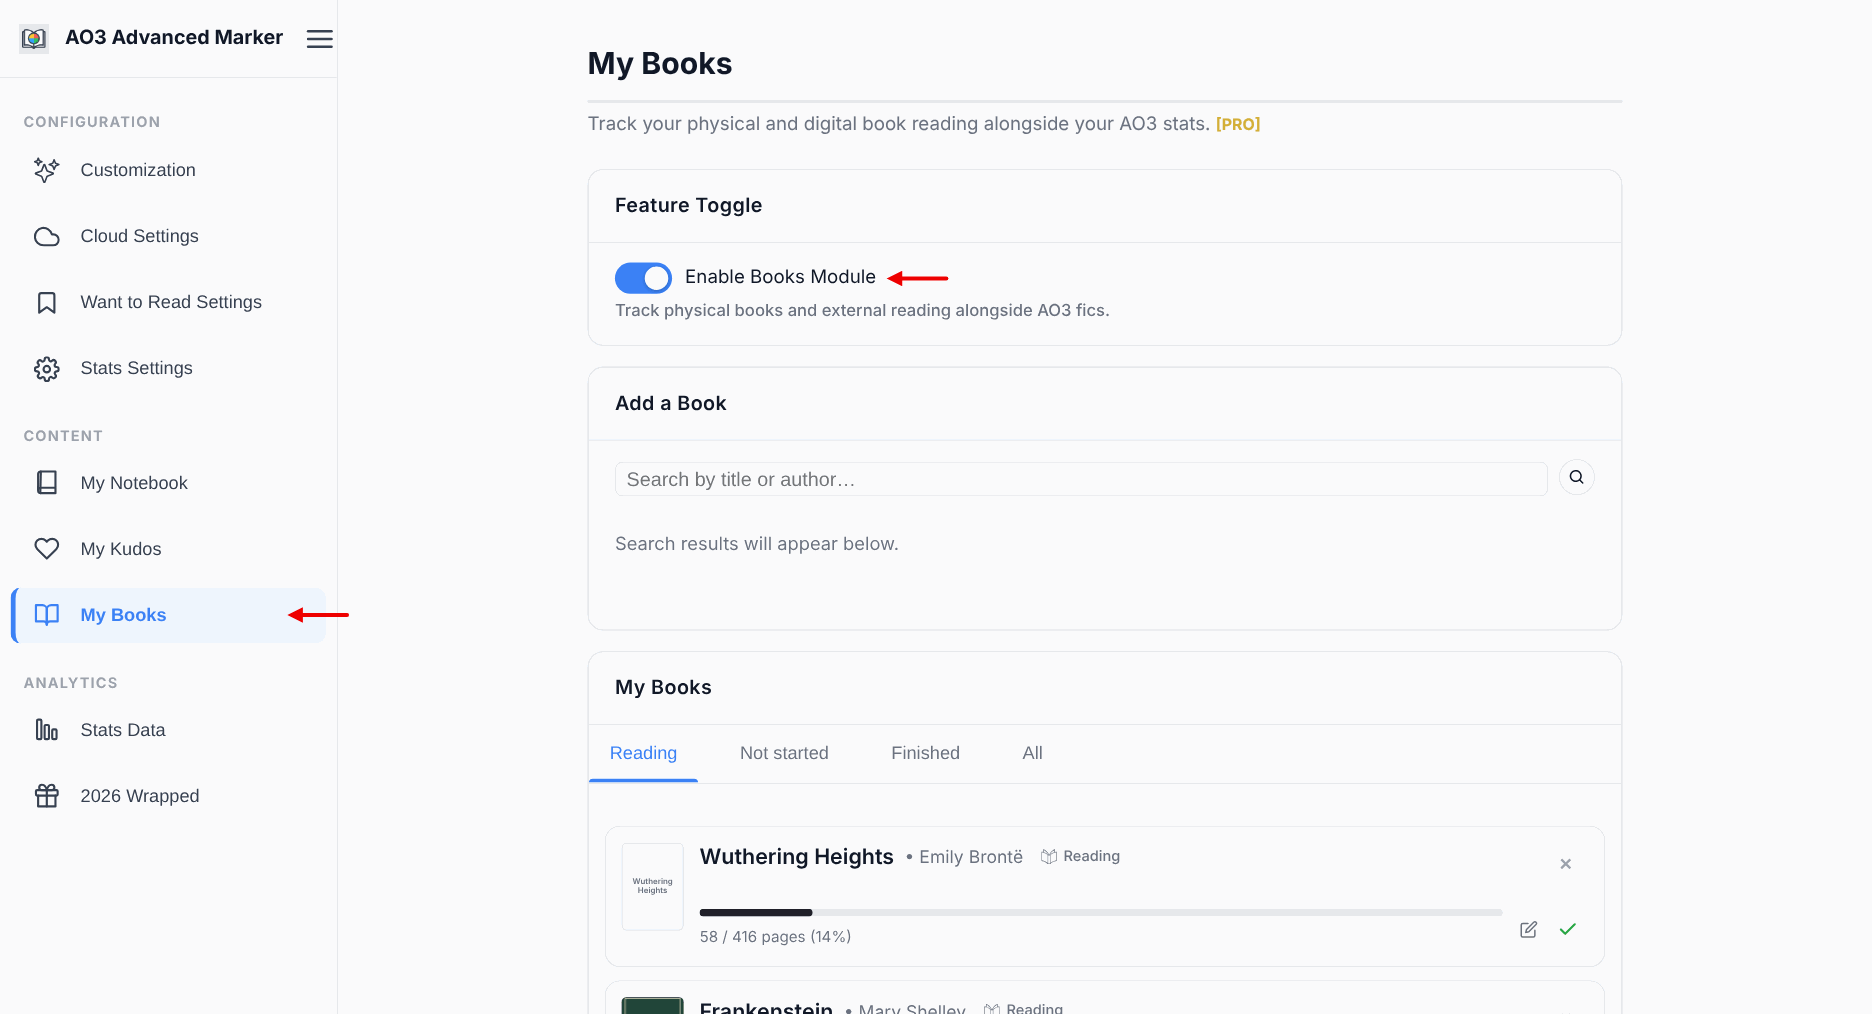 AO3 Advanced Marker
CONFIGURATION
Customization
Cloud Settings
Want to Read Settings
Stats Settings
CONTENT
My Notebook
My Kudos
My Books
ANALYTICS
Stats Data
2026 Wrapped
My Books
Track your physical and digital book reading alongside your AO3 stats. [PRO]
Feature Toggle
Enable Books Module
Track physical books and external reading alongside AO3 fics.
Add a Book
Search by title or author…
Search results will appear below.
My Books
Reading Not started Finished All
Wuthering
Heights
Wuthering Heights • Emily Brontë Reading
58 / 416 pages (14%)
Frankenstein • Mary Shelley Reading